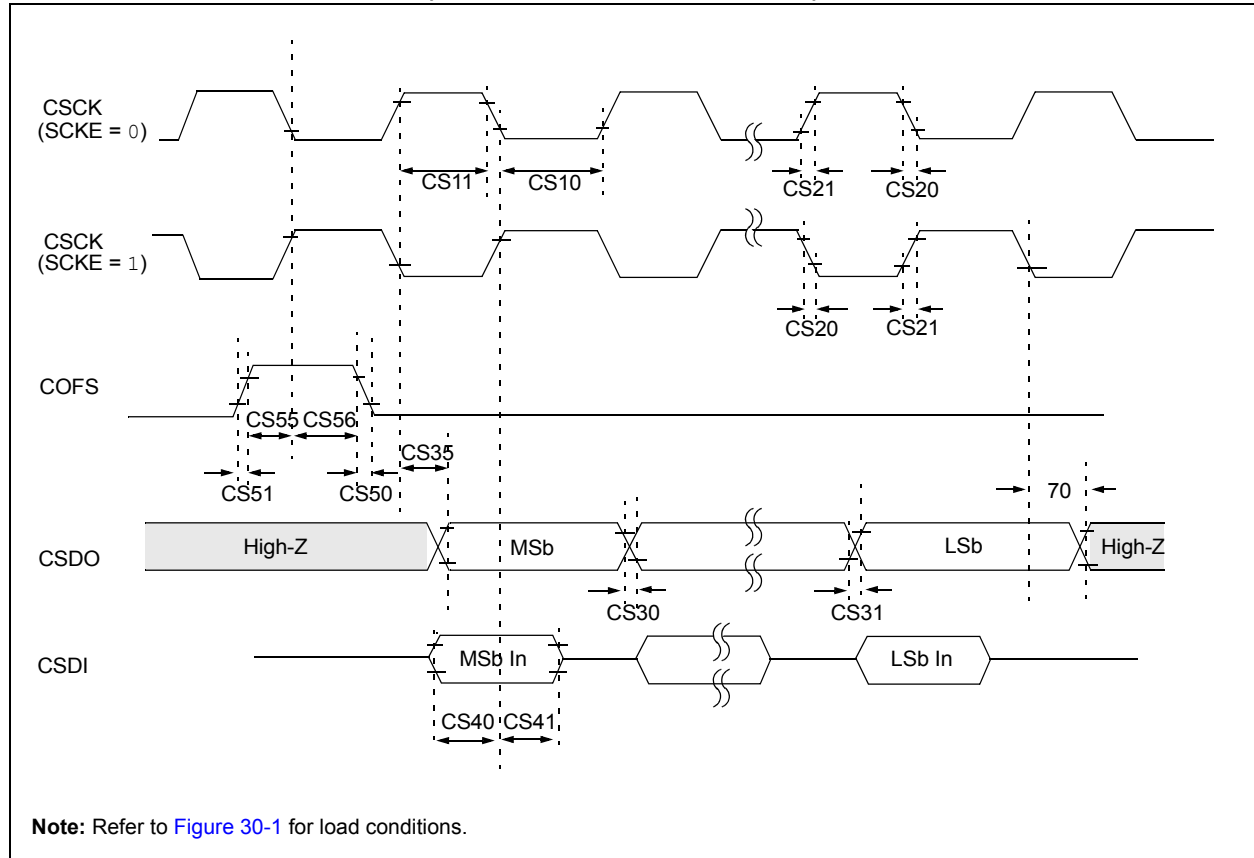 CSCK
(SCKE = 0)
CS11
CS10
CS21
CS20
CSCK
(SCKE = 1)
CS20
CS21
COFS
CS55
CS56
CS35
CS51
CS50
70
CSDO
High-Z
MSb
LSb
High-Z
CS30
CS31
CSDI
MSb In
LSb In
CS40
CS41
Note: Refer to Figure 30-1 for load conditions.